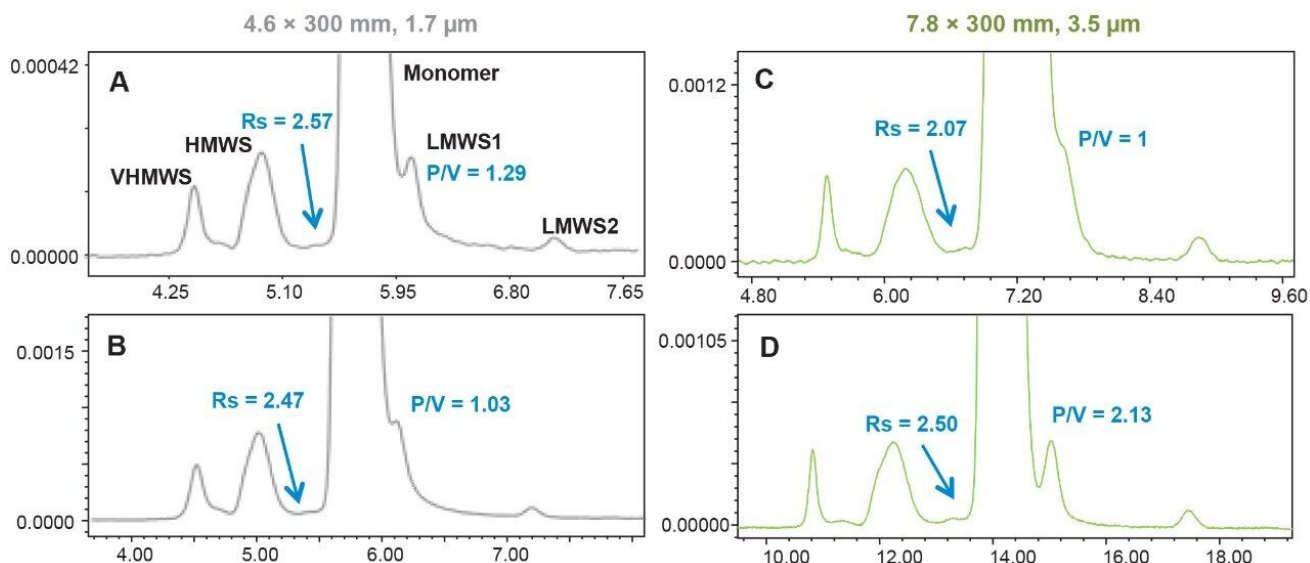 4.6 × 300 mm, 1.7 µm
7.8 × 300 mm, 3.5 µm
A
0.00042
0.00000
VHMWS
HMWS
Rs = 2.57
Monomer
LMWS1
P/V = 1.29
LMWS2
4.25 5.10 5.95 6.80 7.65
C
0.0012
0.0000
Rs = 2.07
P/V = 1
4.80 6.00 7.20 8.40 9.60
B
0.0015
0.0000
Rs = 2.47
P/V = 1.03
4.00 5.00 6.00 7.00
D
0.00105
0.00000
Rs = 2.50
P/V = 2.13
10.00 12.00 14.00 16.00 18.00